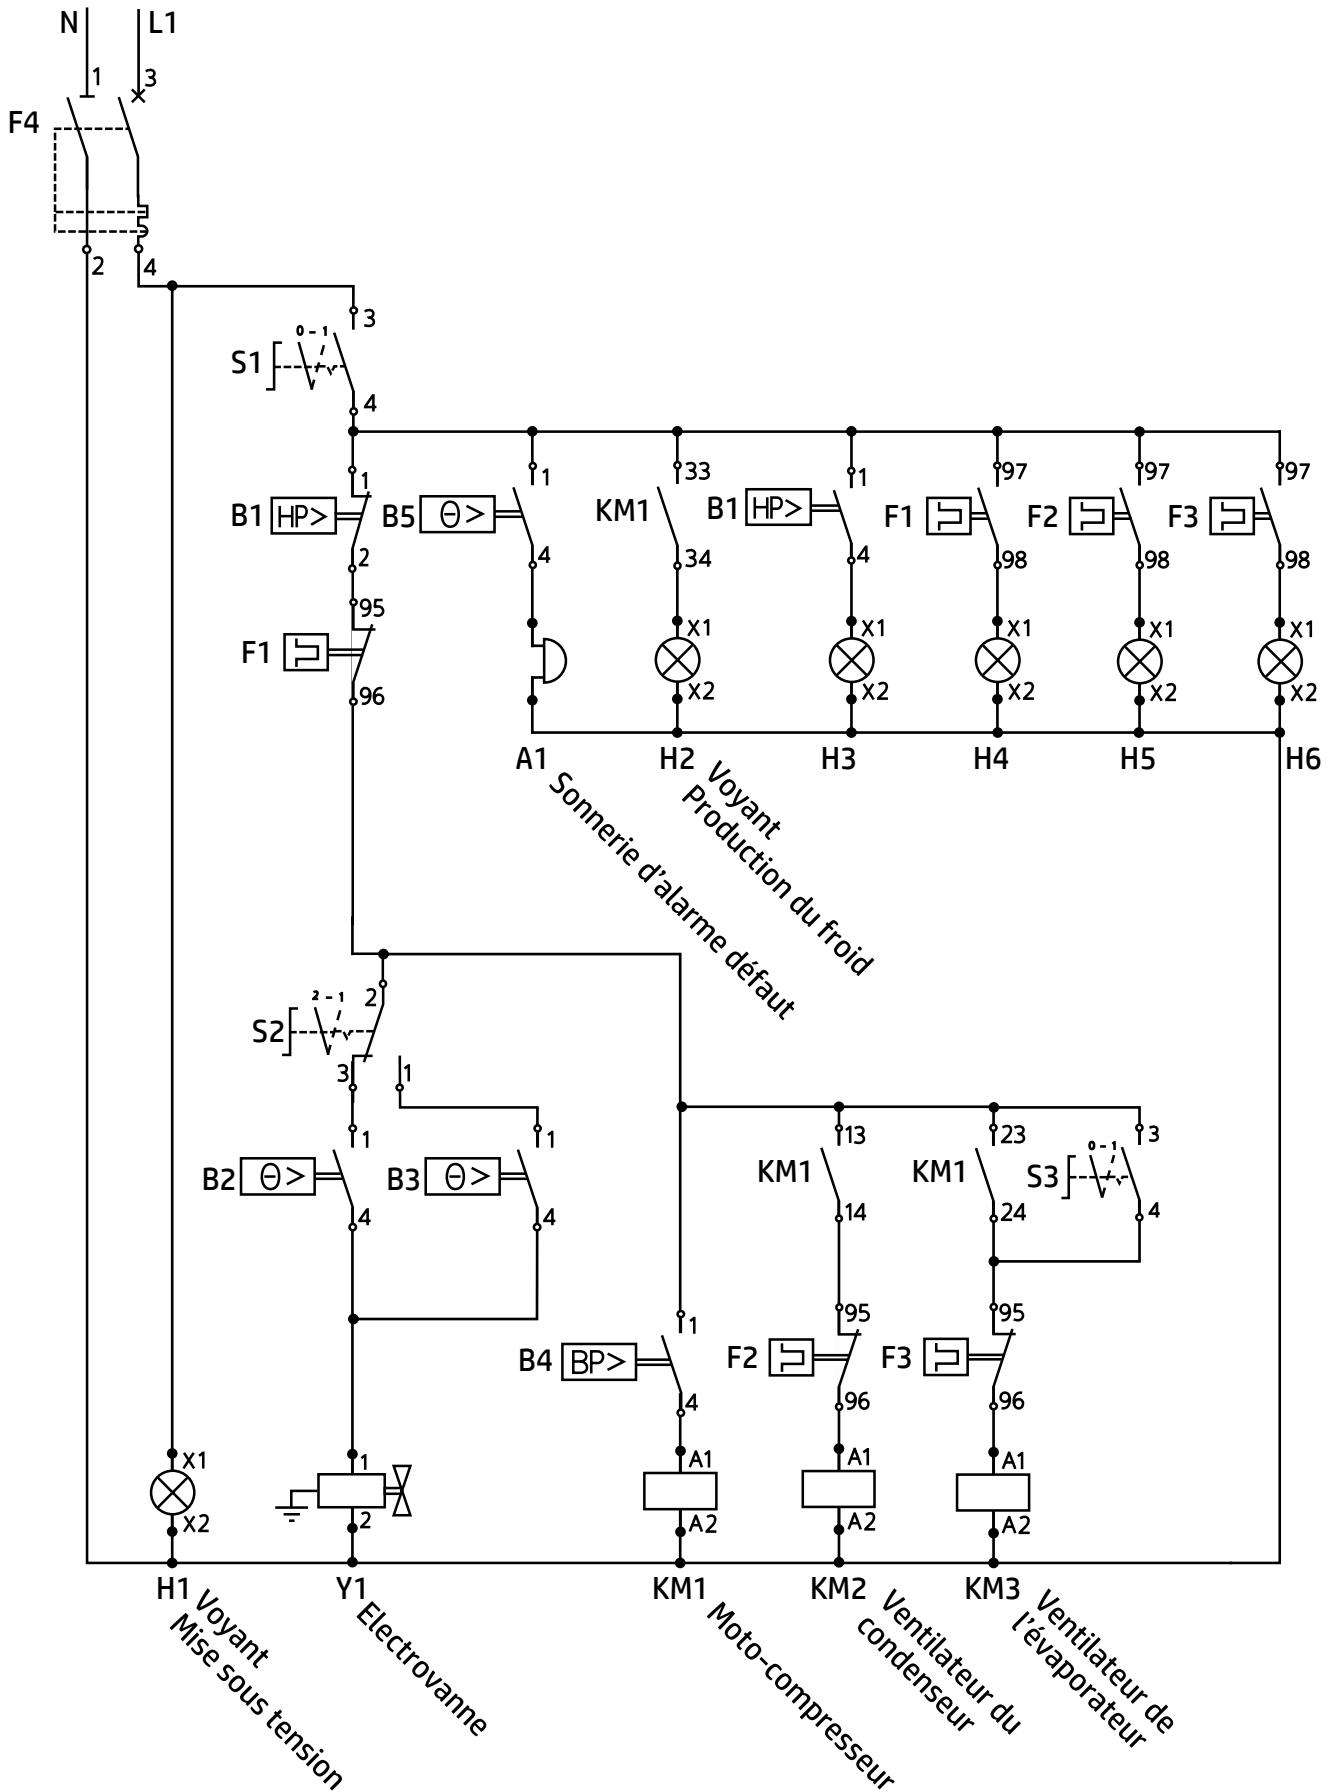 N L1
1 3
F4
2 4
3
0 - 1
S1
4
1 1 33 1 97 97 97
B1 HP> B5 Θ> KM1 B1 HP> F1 F2 F3
2 4 34 4 98 98 98
95
F1
96
X1 X1 X1 X1 X1
X2 X2 X2 X2 X2
A1 H2 H3 H4 H5 H6
Sonnerie d'alarme défaut
Voyant
Production du froid
2 - 1
2
S2
3 1
1 1 13 23 3
0 - 1
B2 Θ> B3 Θ> KM1 KM1 S3
4 4 14 24 4
1 95 95
B4 BP> F2 F3
4 96 96
X1 1 A1 A1 A1
X2 2 A2 A2 A2
H1 Y1 KM1 KM2 KM3
Voyant
Mise sous tension
Electrovanne
Moto-compresseur
Ventilateur du
condenseur
Ventilateur de
l'évaporateur